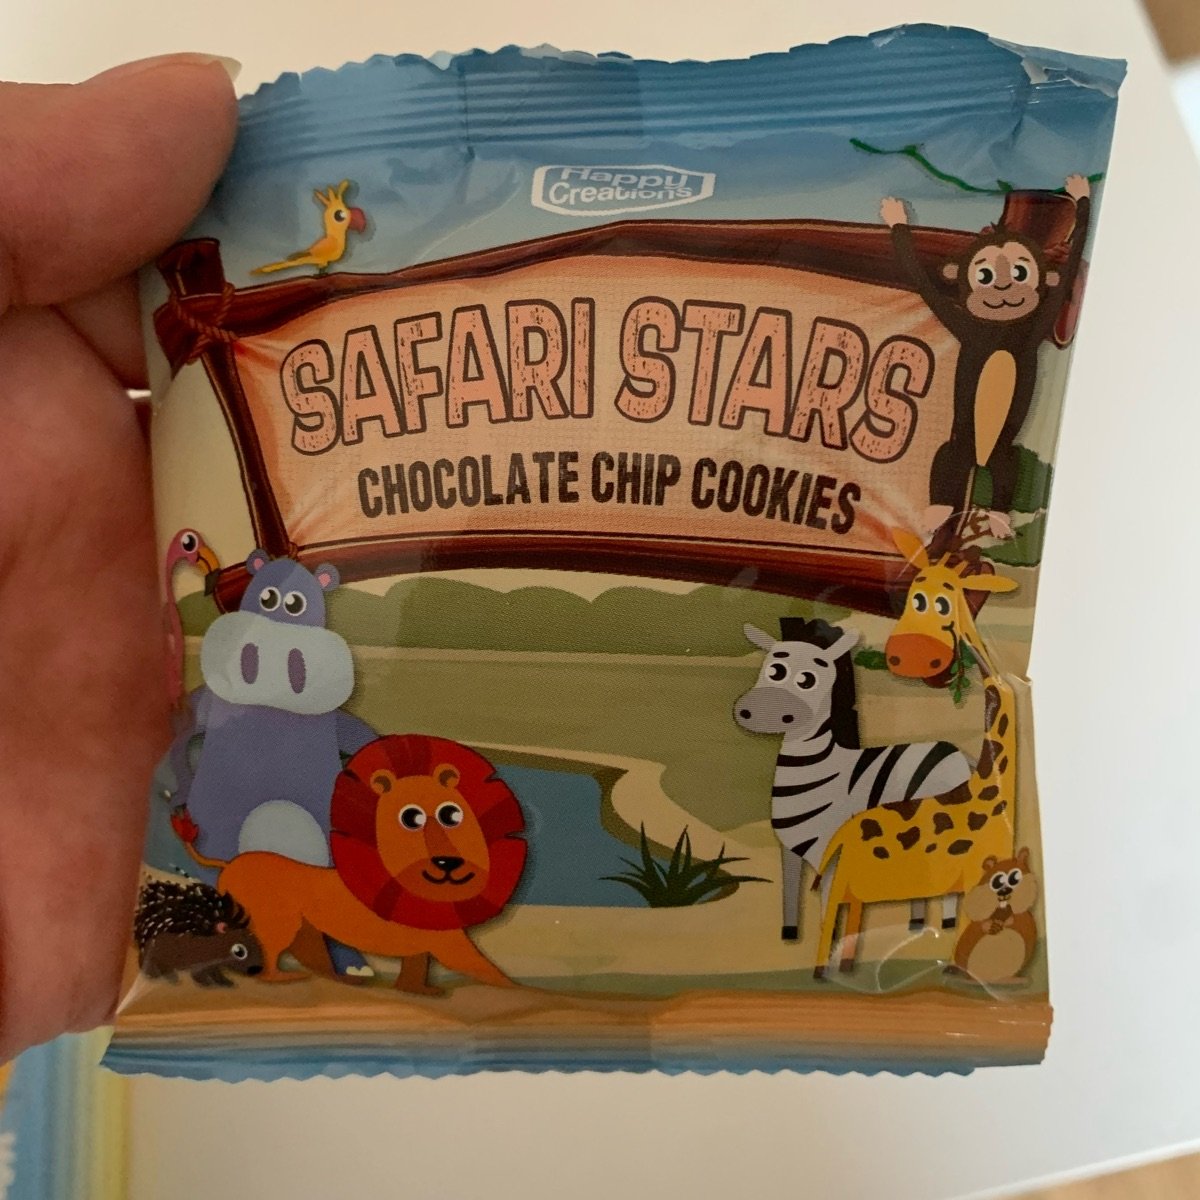 Happy
Creations
SAFARI STARS
CHOCOLATE CHIP COOKIES